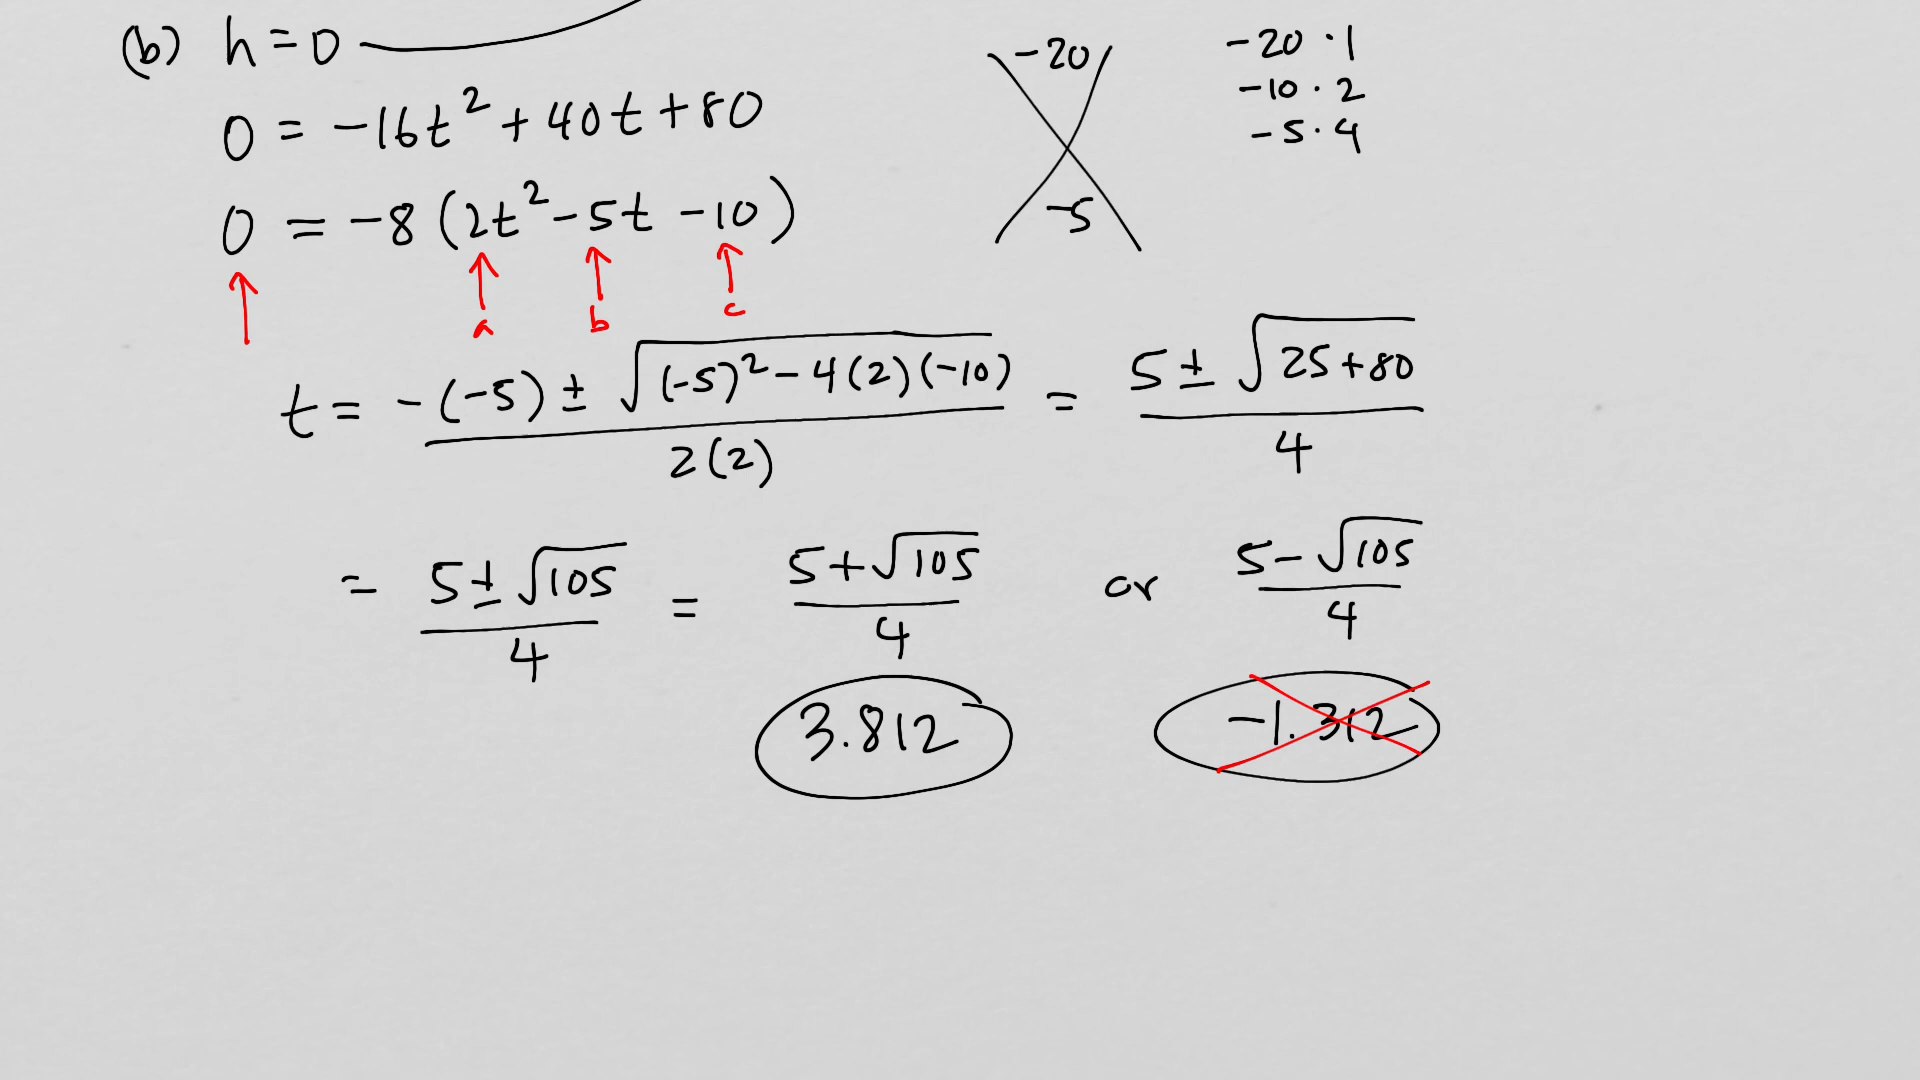 (b) h = 0
0 = -16t² + 40t + 80
0 = -8 (2t² - 5t - 10)
a b c
-20
-5
-20 · 1
-10 · 2
-5 · 4
t = -(-5) ± √(-5)² - 4(2)(-10) = 5 ± √25 + 80
2(2) 4
= 5 ± √105 = 5 + √105 or 5 - √105
4 4 4
3.812 -1.312